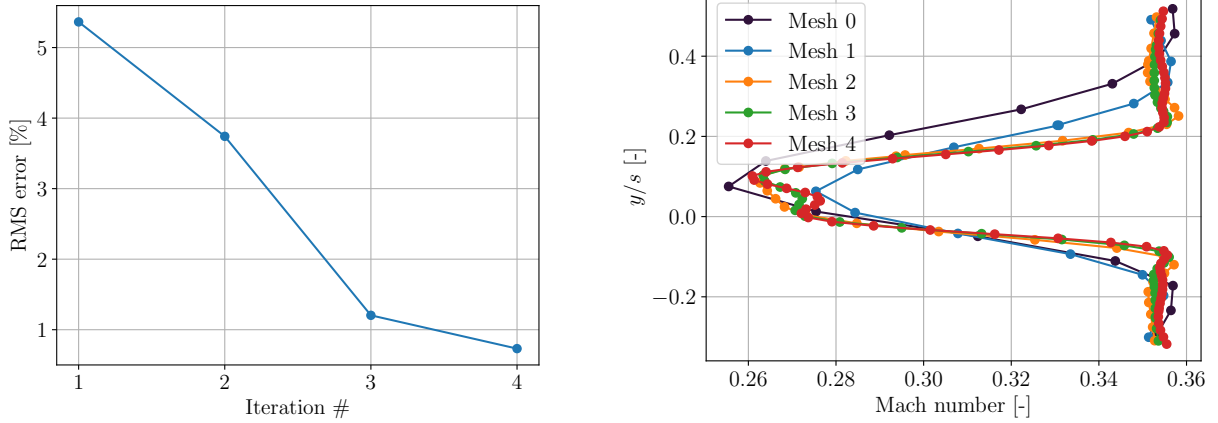 RMS error [%]
5
4
3
2
1
1 2 3 4
Iteration #
Mesh 0
Mesh 1
Mesh 2
Mesh 3
Mesh 4
y/s [-]
0.4
0.2
0.0
−0.2
0.26 0.28 0.30 0.32 0.34 0.36
Mach number [-]